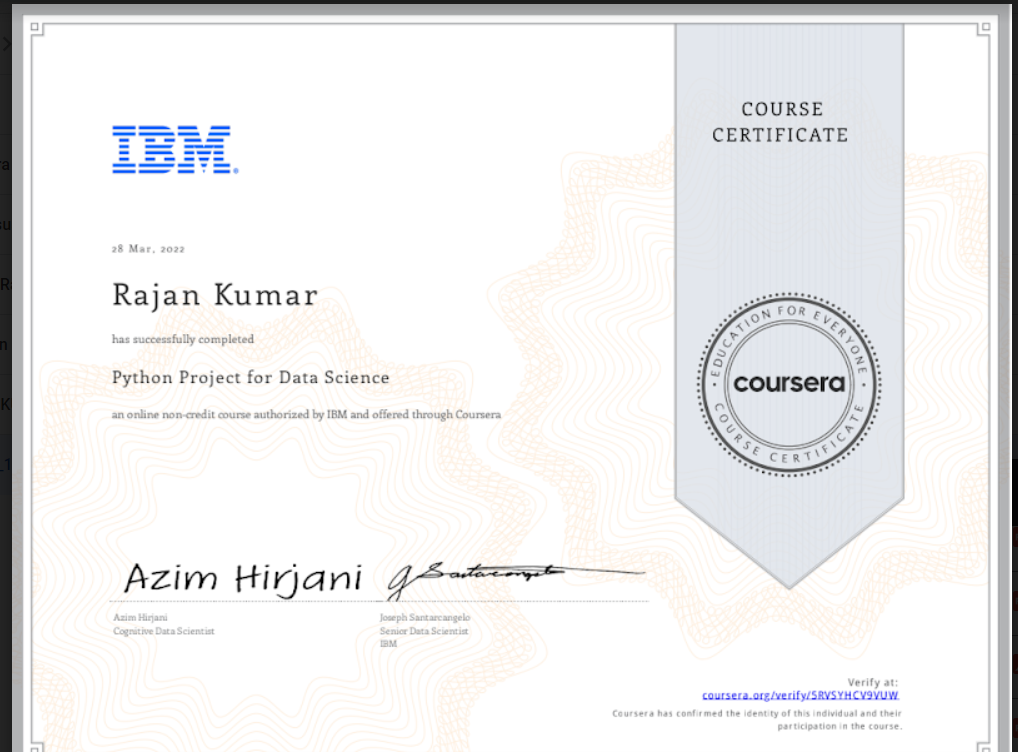 COURSE
CERTIFICATE
IBM
28 Mar, 2022
Rajan Kumar
has successfully completed
Python Project for Data Science
an online non-credit course authorized by IBM and offered through Coursera
EDUCATION FOR EVERYONE
coursera
COURSE CERTIFICATE
Azim Hirjani
Azim Hirjani
Cognitive Data Scientist
Joseph Santarcangelo
Senior Data Scientist
IBM
Verify at:
coursera.org/verify/5RVSYHCV9VUW
Coursera has confirmed the identity of this individual and their
participation in the course.